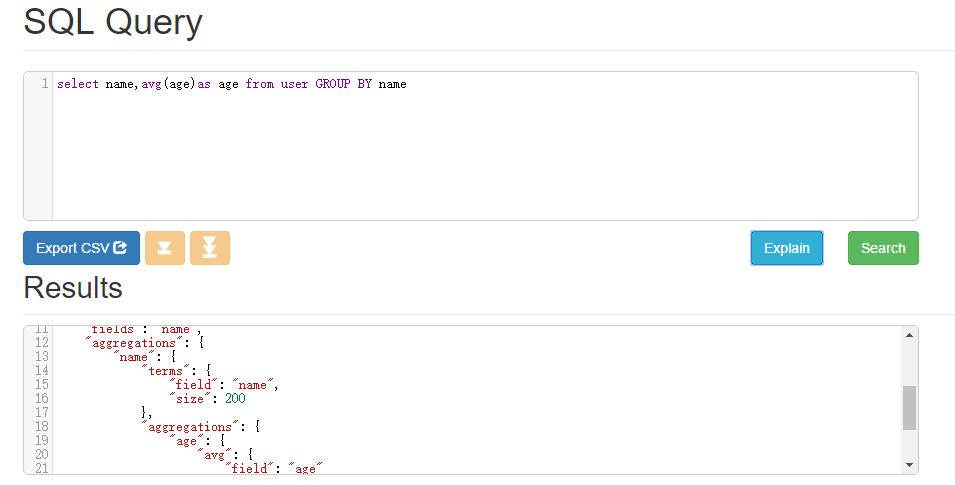 SQL Query
1 select name,avg(age)as age from user GROUP BY name
Export CSV
Explain
Search
Results
11 "fields": "name",
12 "aggregations": {
13 "name": {
14 "terms": {
15 "field": "name",
16 "size": 200
17 },
18 "aggregations": {
19 "age": {
20 "avg": {
21 "field": "age"